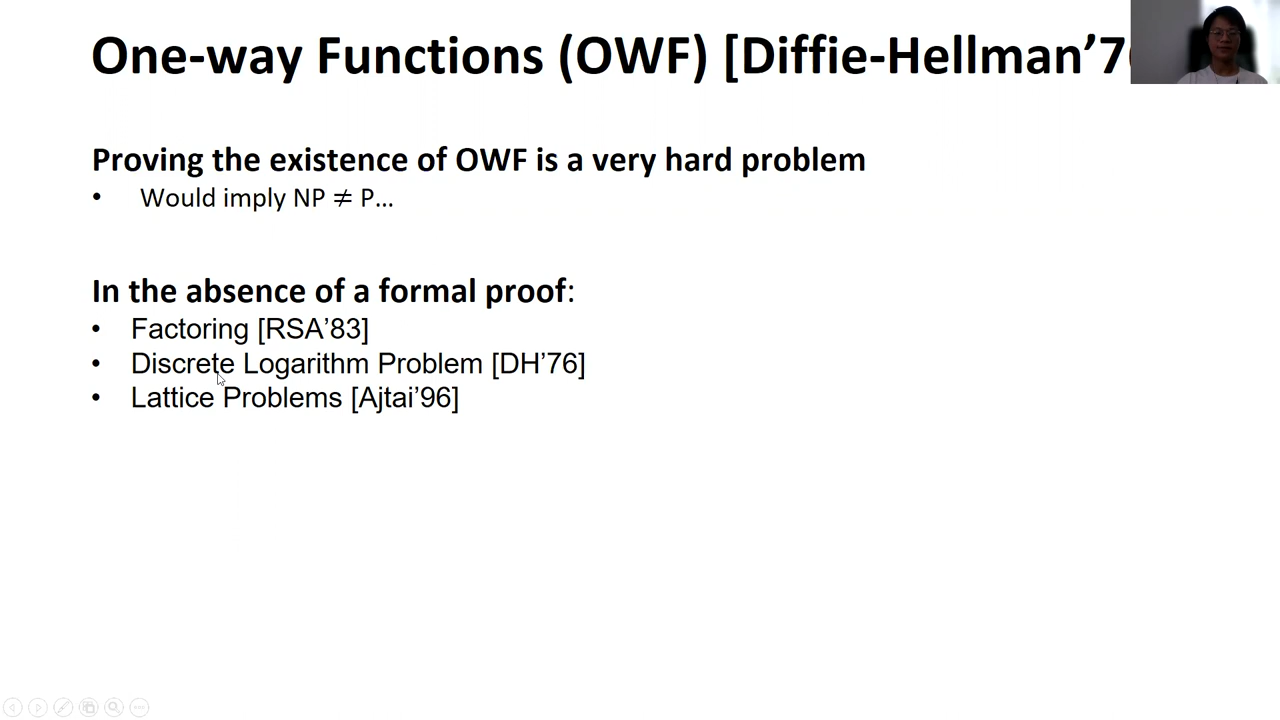 One-way Functions (OWF) [Diffie-Hellman’7
Proving the existence of OWF is a very hard problem
• Would imply NP ≠ P...
In the absence of a formal proof:
• Factoring [RSA’83]
• Discrete Logarithm Problem [DH’76]
• Lattice Problems [Ajtai’96]